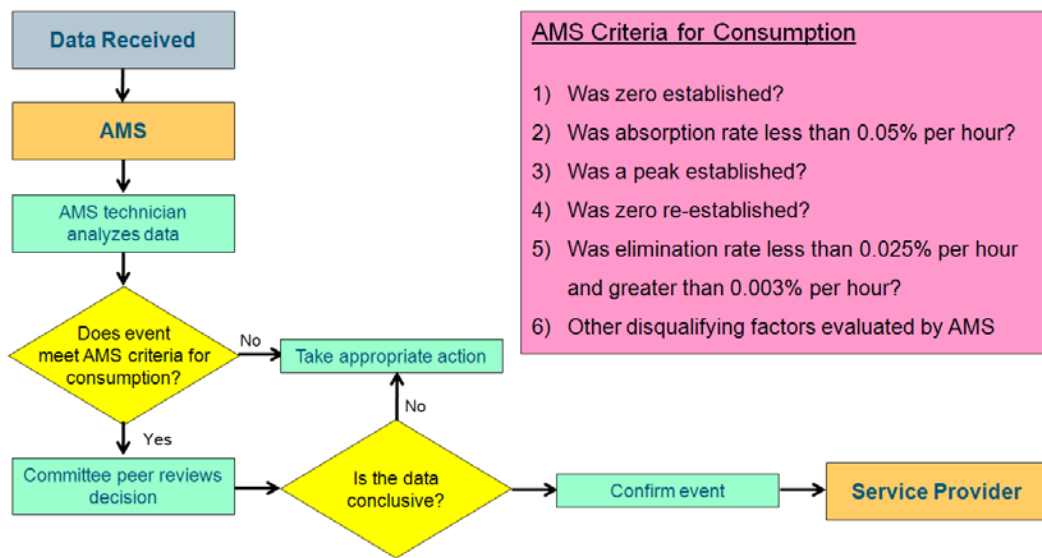 Data Received
AMS
AMS technician
analyzes data
Does event
meet AMS criteria for
consumption?
No
Take appropriate action
Yes
No
Committee peer reviews
decision
Is the data
conclusive?
Confirm event
Service Provider
AMS Criteria for Consumption
1) Was zero established?
2) Was absorption rate less than 0.05% per hour?
3) Was a peak established?
4) Was zero re-established?
5) Was elimination rate less than 0.025% per hour
and greater than 0.003% per hour?
6) Other disqualifying factors evaluated by AMS